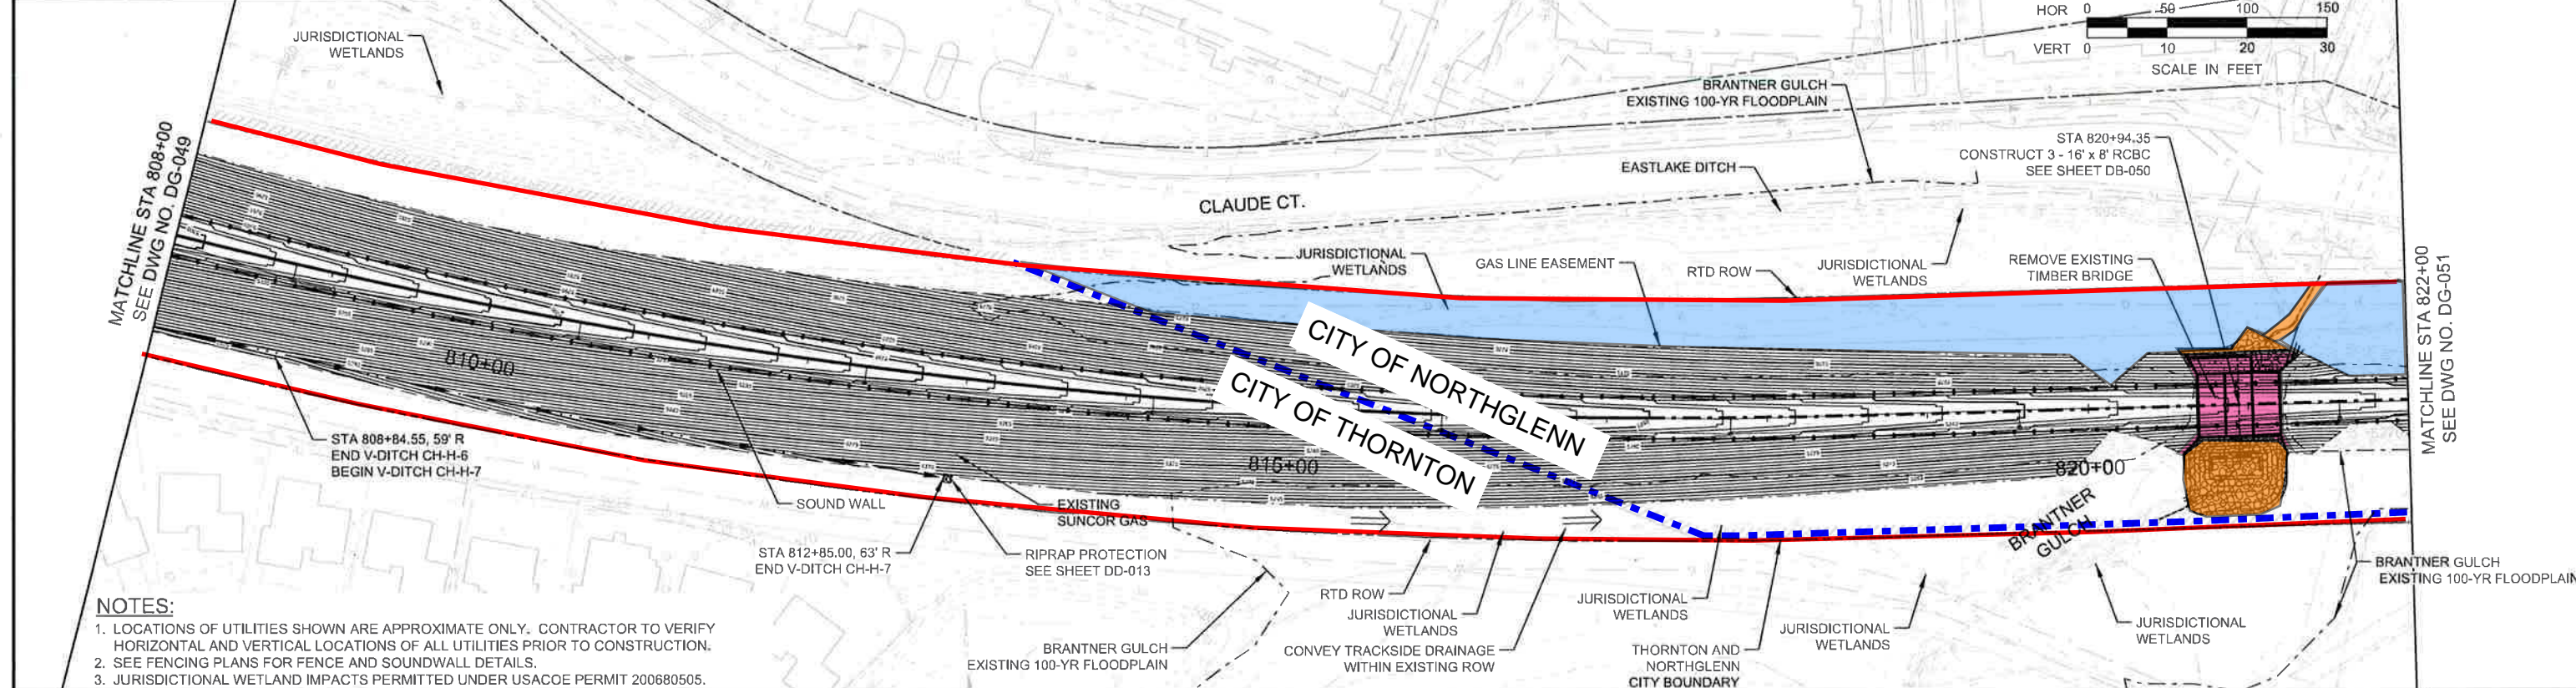 HOR 0 50 100 150
VERT 0 10 20 30
SCALE IN FEET
JURISDICTIONAL
WETLANDS
MATCHLINE STA 808+00
SEE DWG NO. DG-049
BRANTNER GULCH
EXISTING 100-YR FLOODPLAIN
STA 820+94.35
CONSTRUCT 3 - 16' x 8' RCBC
SEE SHEET DB-050
EASTLAKE DITCH
CLAUDE CT.
JURISDICTIONAL
WETLANDS
GAS LINE EASEMENT
RTD ROW
JURISDICTIONAL
WETLANDS
REMOVE EXISTING
TIMBER BRIDGE
MATCHLINE STA 822+00
SEE DWG NO. DG-051
810+00
CITY OF NORTHGLENN
CITY OF THORNTON
815+00
820+00
BRANTNER
GULCH
STA 808+84.55, 59' R
END V-DITCH CH-H-6
BEGIN V-DITCH CH-H-7
SOUND WALL
EXISTING
SUNCOR GAS
STA 812+85.00, 63' R
END V-DITCH CH-H-7
RIPRAP PROTECTION
SEE SHEET DD-013
BRANTNER GULCH
EXISTING 100-YR FLOODPLAIN
RTD ROW
JURISDICTIONAL
WETLANDS
CONVEY TRACKSIDE DRAINAGE
WITHIN EXISTING ROW
JURISDICTIONAL
WETLANDS
THORNTON AND
NORTHGLENN
CITY BOUNDARY
JURISDICTIONAL
WETLANDS
JURISDICTIONAL
WETLANDS
BRANTNER GULCH
EXISTING 100-YR FLOODPLAIN
NOTES:
1. LOCATIONS OF UTILITIES SHOWN ARE APPROXIMATE ONLY. CONTRACTOR TO VERIFY
HORIZONTAL AND VERTICAL LOCATIONS OF ALL UTILITIES PRIOR TO CONSTRUCTION.
2. SEE FENCING PLANS FOR FENCE AND SOUNDWALL DETAILS.
3. JURISDICTIONAL WETLAND IMPACTS PERMITTED UNDER USACOE PERMIT 200680505.